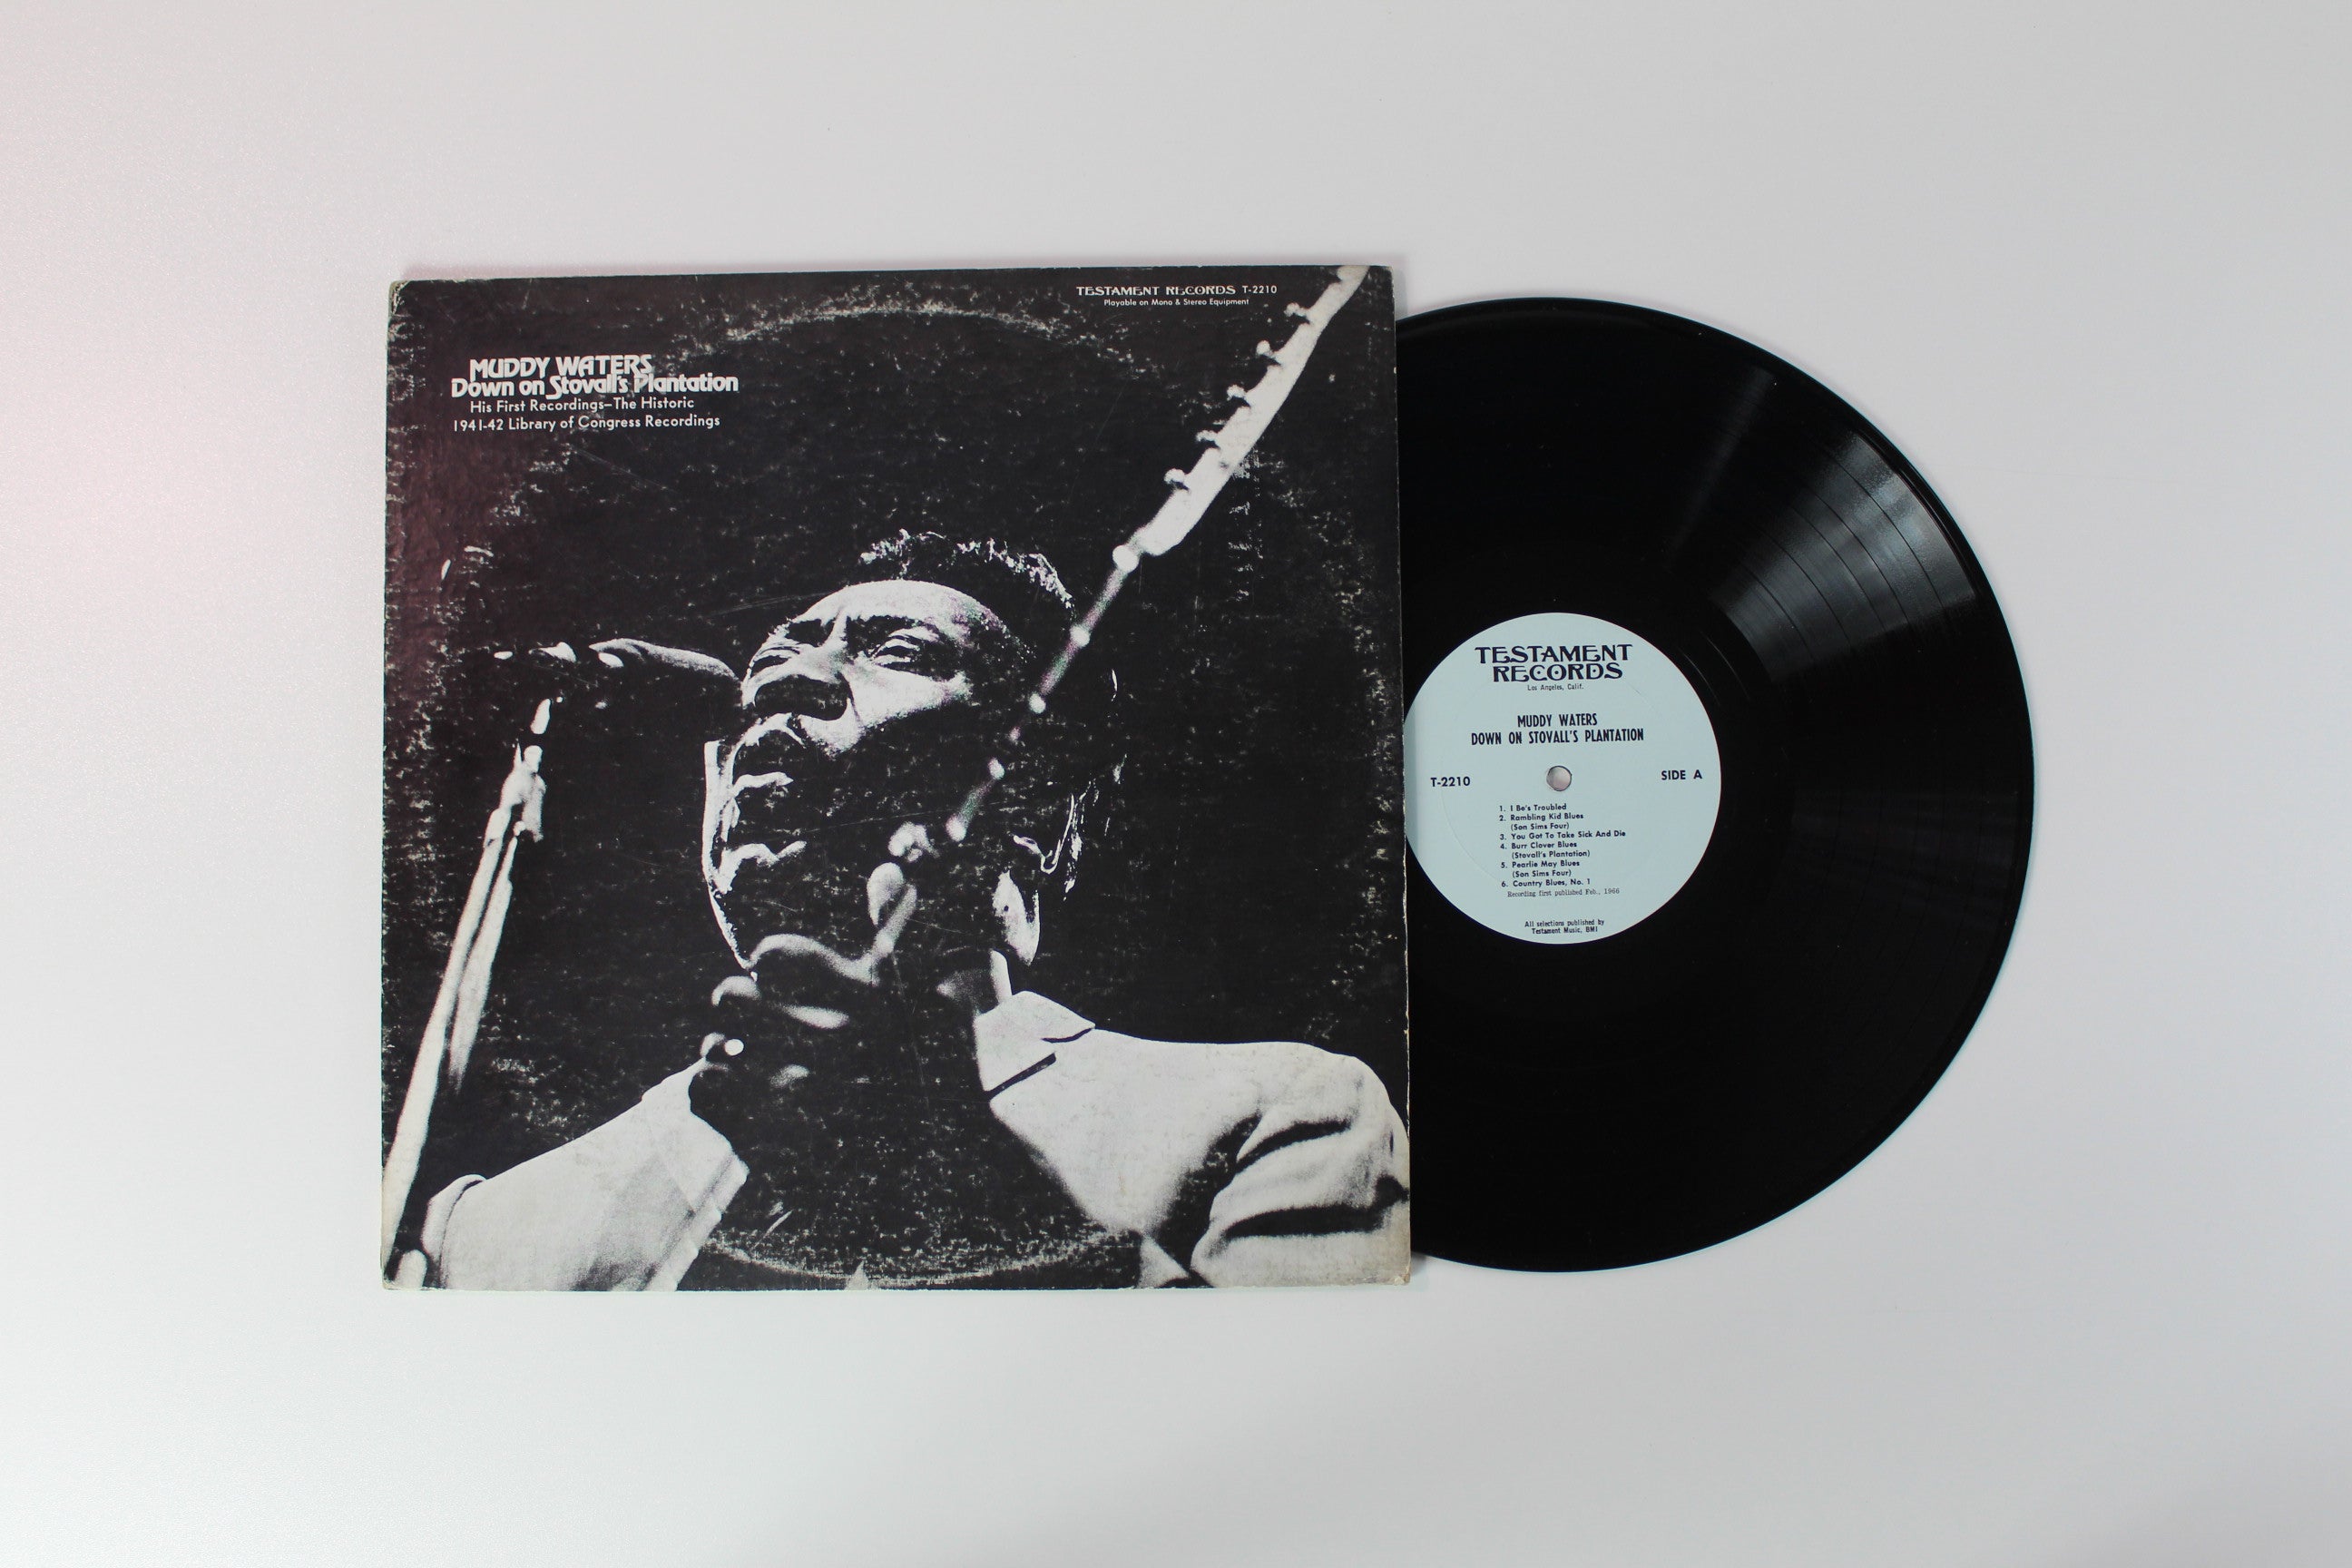 TESTAMENT RECORDS T-2210
Playable on Mono & Stereo Equipment
MUDDY WATERS
Down on Stovall's Plantation
His First Recordings–The Historic
1941-42 Library of Congress Recordings
TESTAMENT
RECORDS
Los Angeles, Calif.
MUDDY WATERS
DOWN ON STOVALL'S PLANTATION
T-2210 SIDE A
1. I Be's Troubled
2. Rambling Kid Blues
(Son Sims Four)
3. You Got To Take Sick And Die
4. Burr Clover Blues
(Stovall's Plantation)
5. Pearlie May Blues
(Son Sims Four)
6. Country Blues, No. 1
Recording first published Feb., 1966
All selections published by
Testament Music, BMI